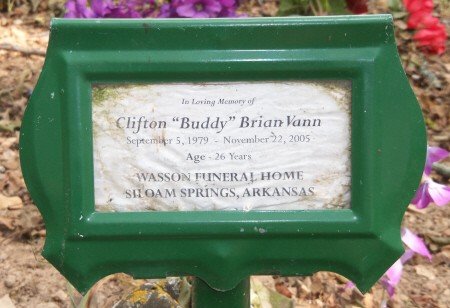 In Loving Memory of
Clifton "Buddy" Brian Vann
September 5, 1979 - November 22, 2005
Age - 26 Years
WASSON FUNERAL HOME
SILOAM SPRINGS, ARKANSAS